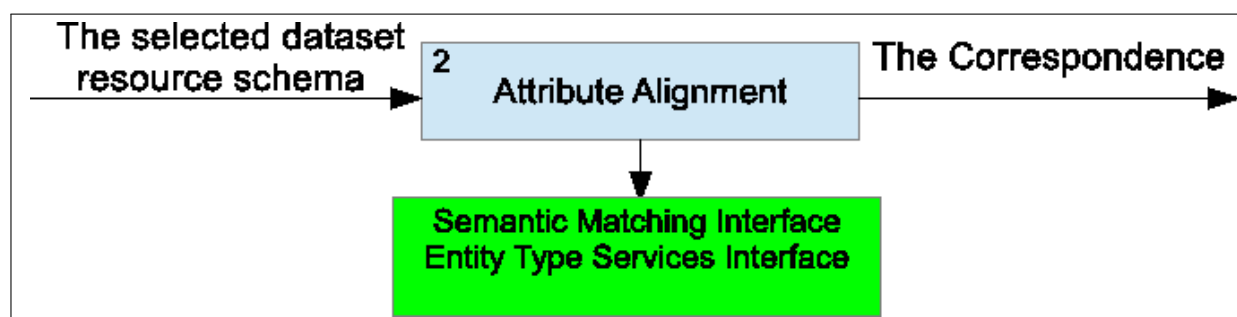 The selected dataset
resource schema
2
Attribute Alignment
The Correspondence
Semantic Matching Interface
Entity Type Services Interface